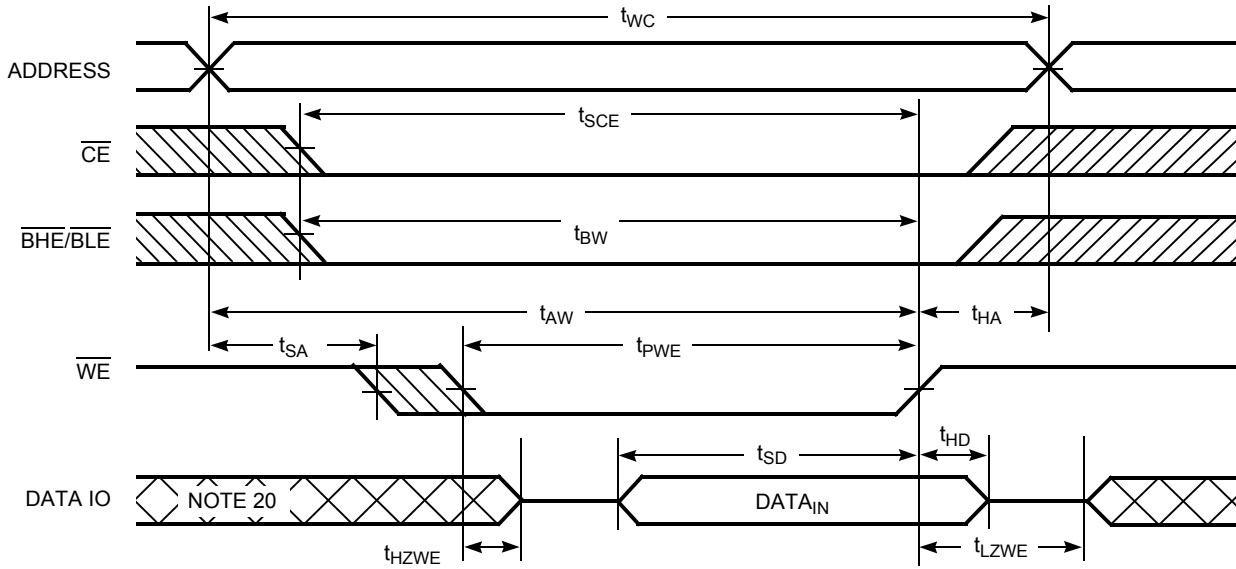 tWC
ADDRESS
tSCE
CE
tBW
BHE/BLE
tAW
tHA
tSA
tPWE
WE
tSD
tHD
DATA IO
NOTE 20
DATAIN
tHZWE
tLZWE